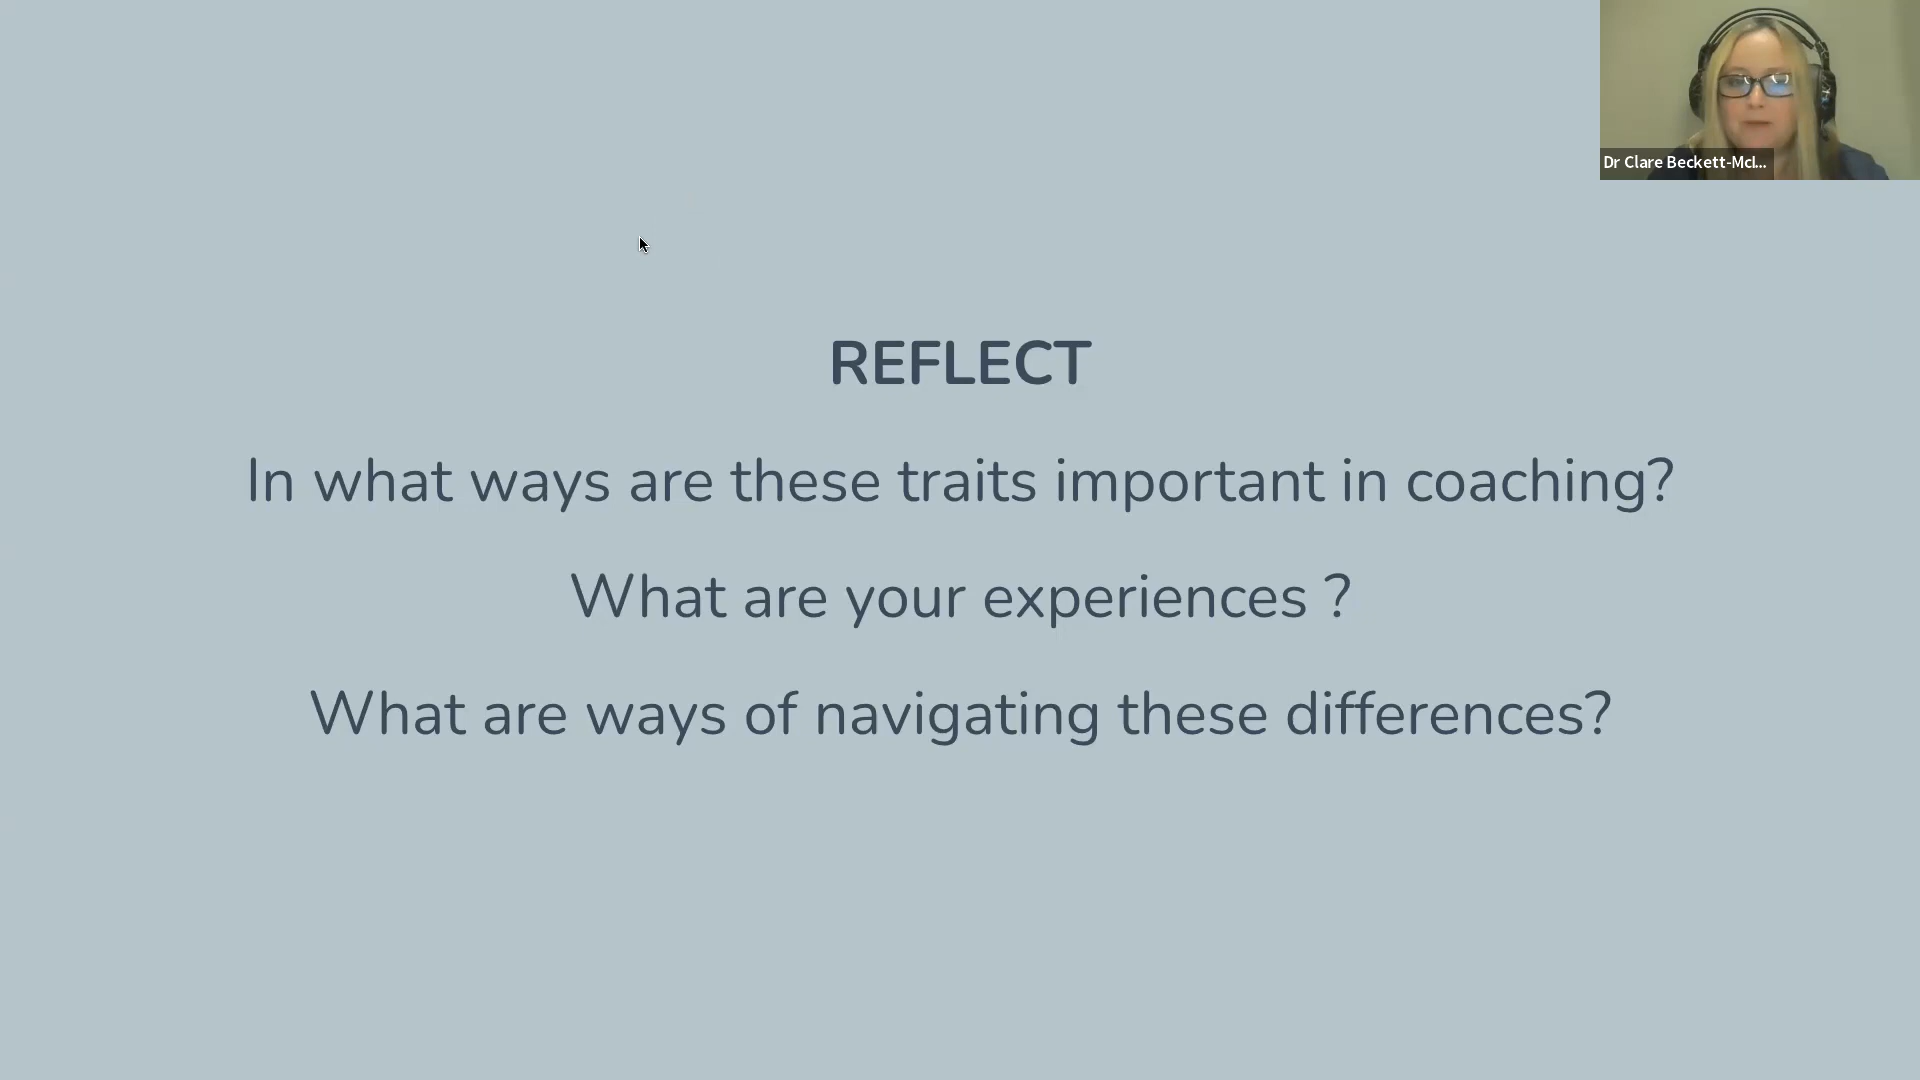 Dr Clare Beckett-McI...
REFLECT
In what ways are these traits important in coaching?
What are your experiences ?
What are ways of navigating these differences?